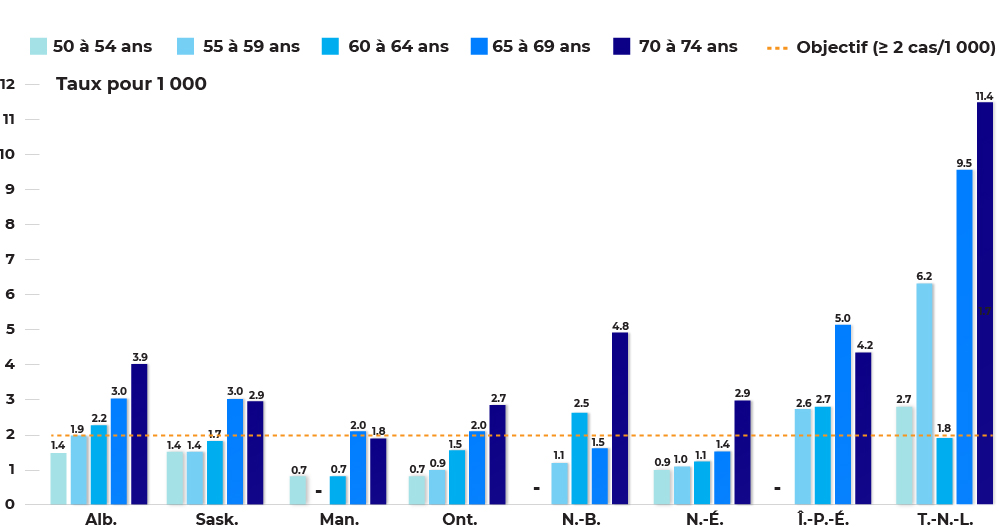 50 à 54 ans 55 à 59 ans 60 à 64 ans 65 à 69 ans 70 à 74 ans Objectif (≥ 2 cas/1 000)
Taux pour 1 000
12
11
10
9
8
7
6
5
4
3
2
1
0
1.4 1.9 2.2 3.0 3.9
1.4 1.4 1.7 3.0 2.9
0.7 - 0.7 2.0 1.8
0.7 0.9 1.5 2.0 2.7
- 1.1 2.5 1.5 4.8
0.9 1.0 1.1 1.4 2.9
- 2.6 2.7 5.0 4.2
2.7 6.2 1.8 9.5 11.4
Alb. Sask. Man. Ont. N.-B. N.-É. Î.-P.-É. T.-N.-L.